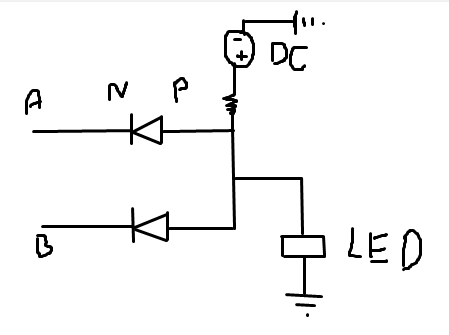 - + DC
A N P
B LED